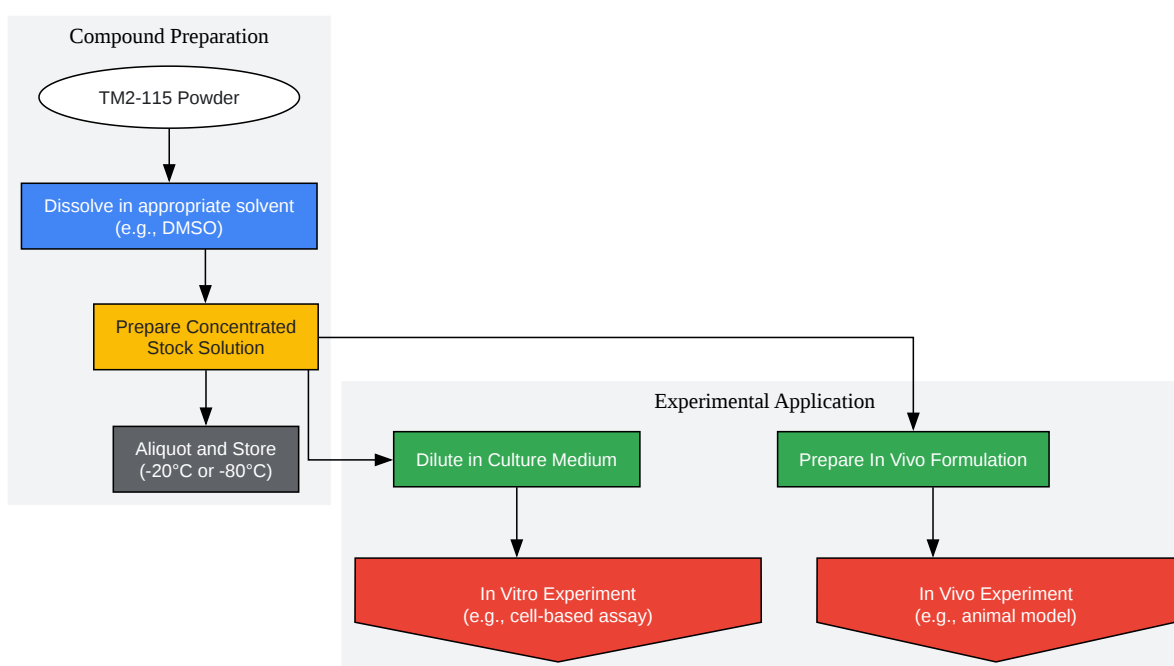 Compound Preparation
TM2-115 Powder
Dissolve in appropriate solvent
(e.g., DMSO)
Prepare Concentrated
Stock Solution
Aliquot and Store
(-20°C or -80°C)
Experimental Application
Dilute in Culture Medium
Prepare In Vivo Formulation
In Vitro Experiment
(e.g., cell-based assay)
In Vivo Experiment
(e.g., animal model)